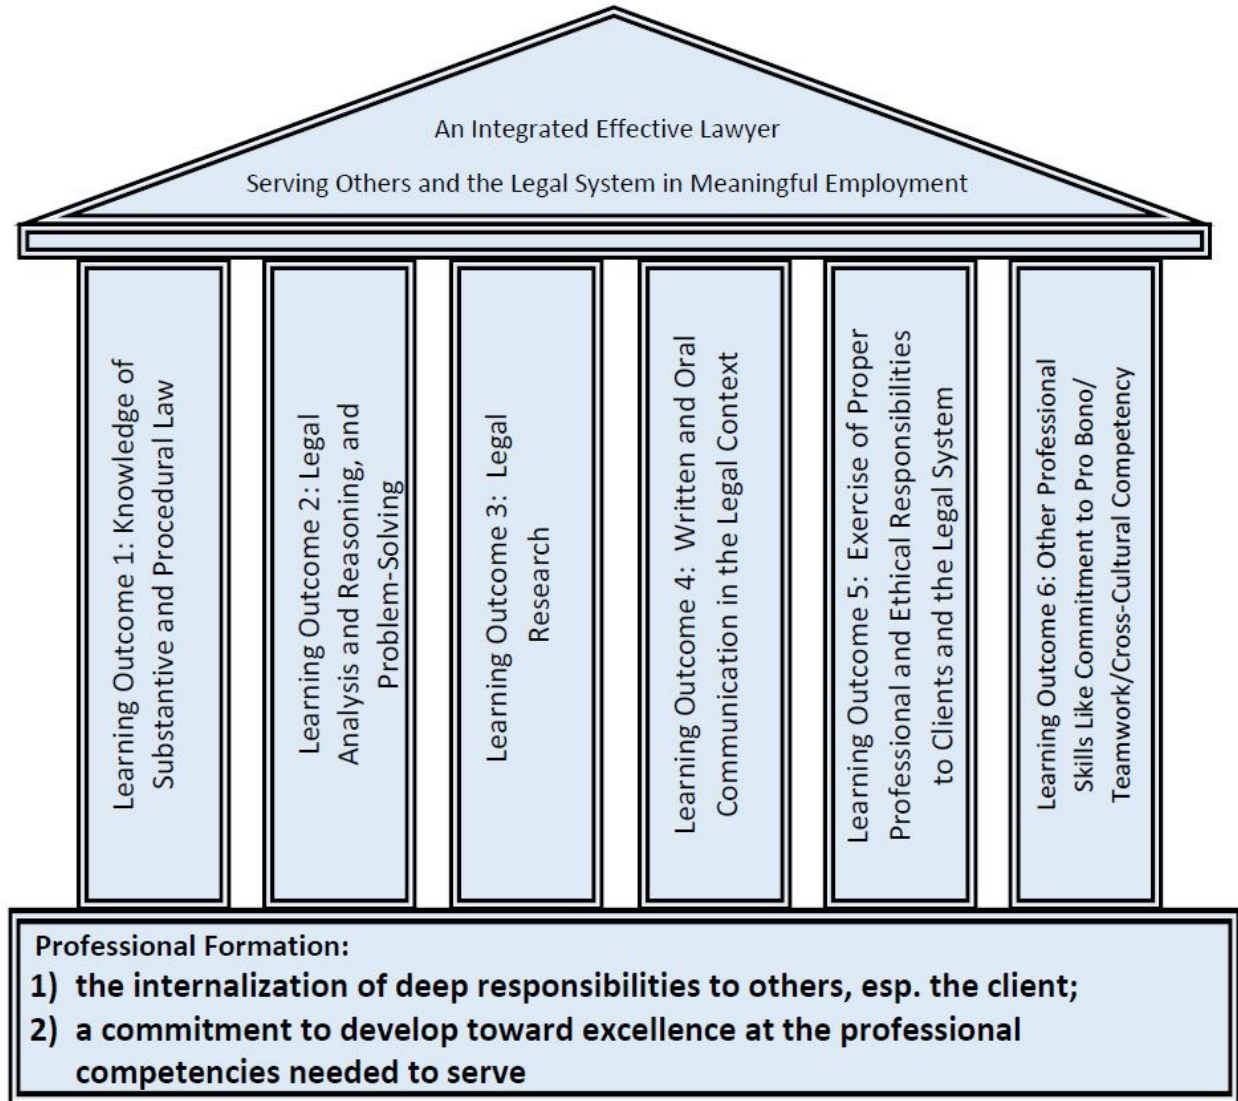 An Integrated Effective Lawyer
Serving Others and the Legal System in Meaningful Employment
Learning Outcome 1: Knowledge of
Substantive and Procedural Law
Learning Outcome 2: Legal
Analysis and Reasoning, and
Problem-Solving
Learning Outcome 3: Legal
Research
Learning Outcome 4: Written and Oral
Communication in the Legal Context
Learning Outcome 5: Exercise of Proper
Professional and Ethical Responsibilities
to Clients and the Legal System
Learning Outcome 6: Other Professional
Skills Like Commitment to Pro Bono/
Teamwork/Cross-Cultural Competency
Professional Formation:
1) the internalization of deep responsibilities to others, esp. the client;
2) a commitment to develop toward excellence at the professional
competencies needed to serve